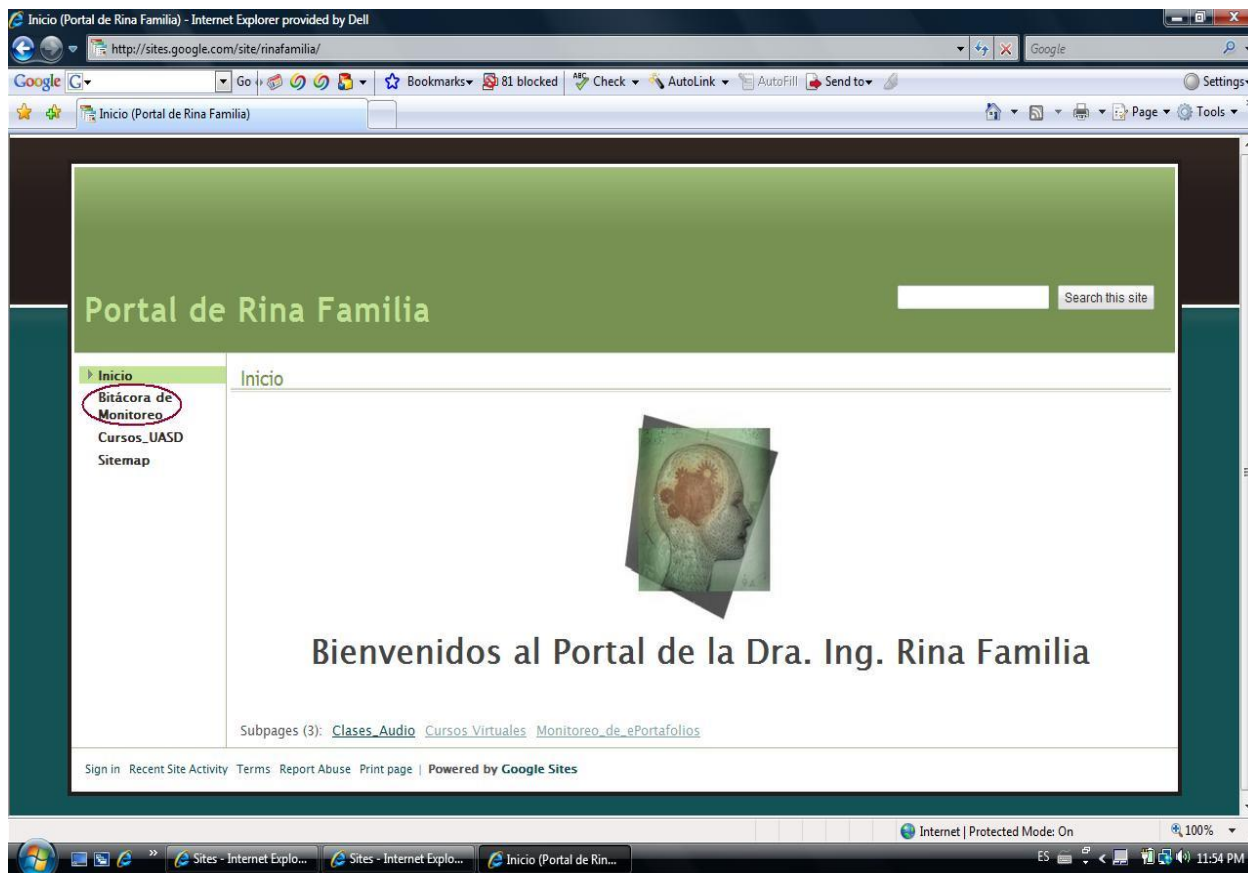 Inicio (Portal de Rina Familia) - Internet Explorer provided by Dell
http://sites.google.com/site/rinafamilia/
Google
Google G Go Bookmarks 81 blocked ABC Check AutoLink AutoFill Send to Settings
Inicio (Portal de Rina Familia)
Page Tools
Portal de Rina Familia
Search this site
Inicio
Bitácora de
Monitoreo
Cursos_UASD
Sitemap
Inicio
Bienvenidos al Portal de la Dra. Ing. Rina Familia
Subpages (3): Clases_Audio Cursos Virtuales Monitoreo_de_ePortafolios
Sign in Recent Site Activity Terms Report Abuse Print page | Powered by Google Sites
Internet | Protected Mode: On 100%
Sites - Internet Explo... Sites - Internet Explo... Inicio (Portal de Rin... ES 11:54 PM